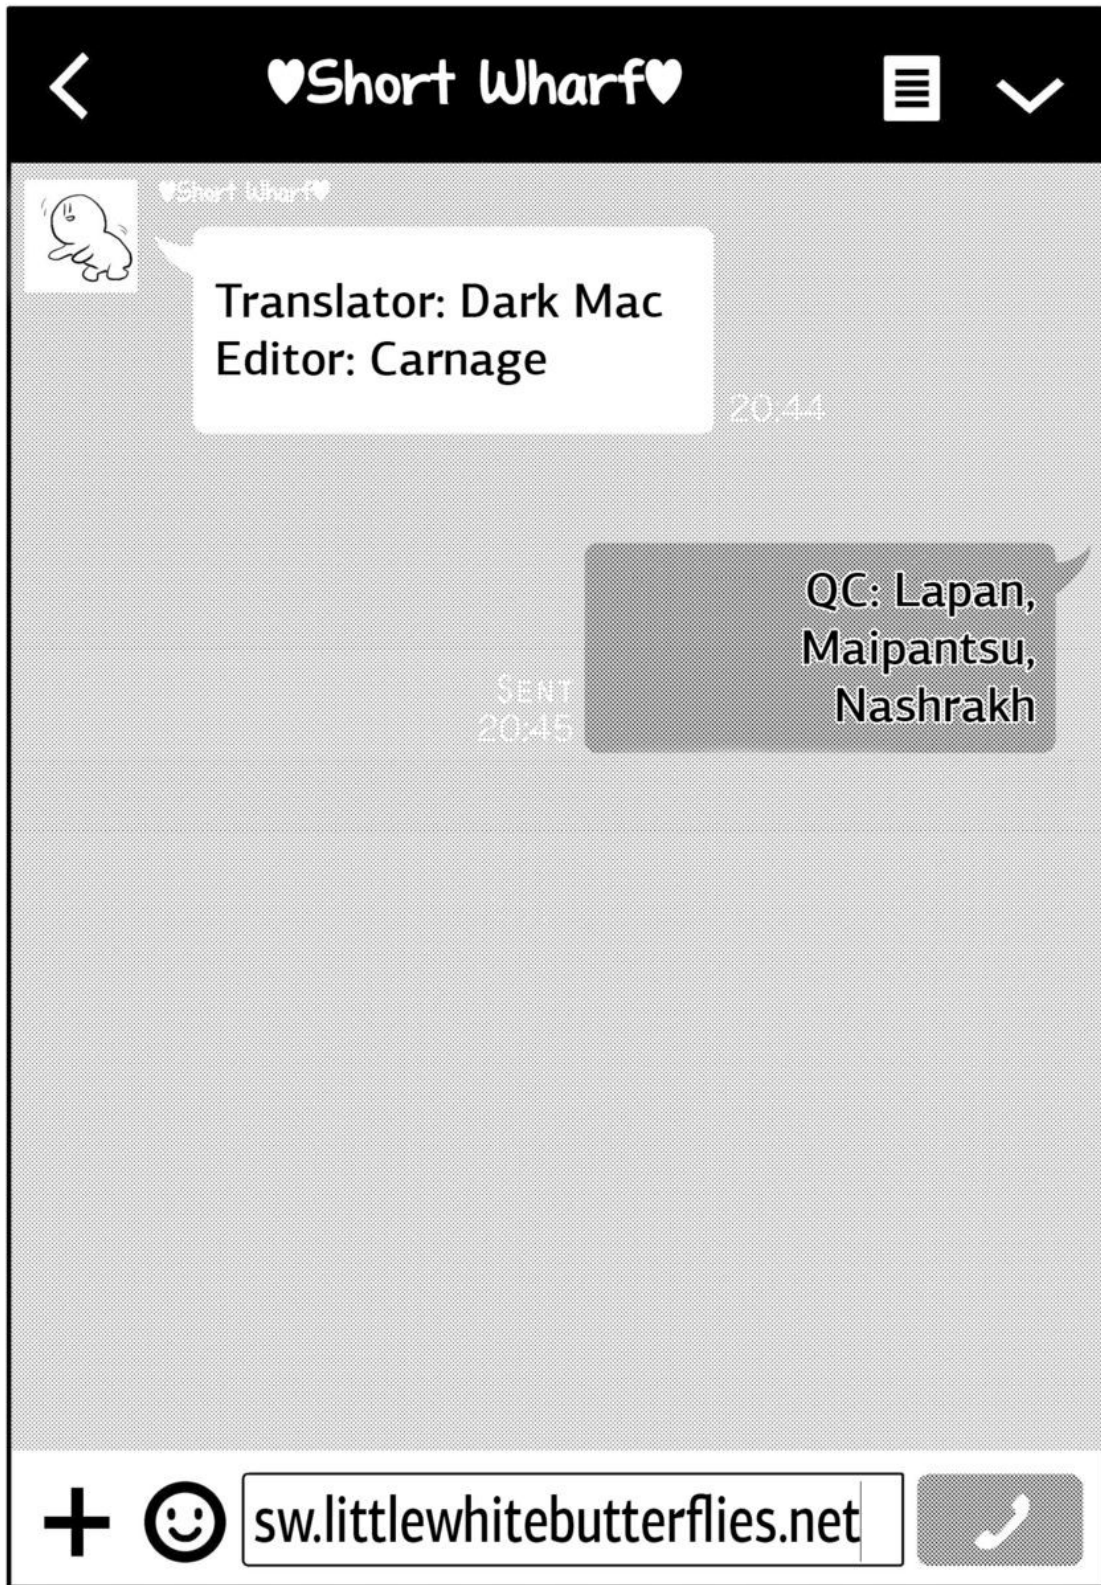 ♥Short Wharf♥
♥Short Wharf♥
Translator: Dark Mac
Editor: Carnage
20:44
QC: Lapan,
Maipantsu,
Nashrakh
SENT
20:45
sw.littlewhitebutterflies.net